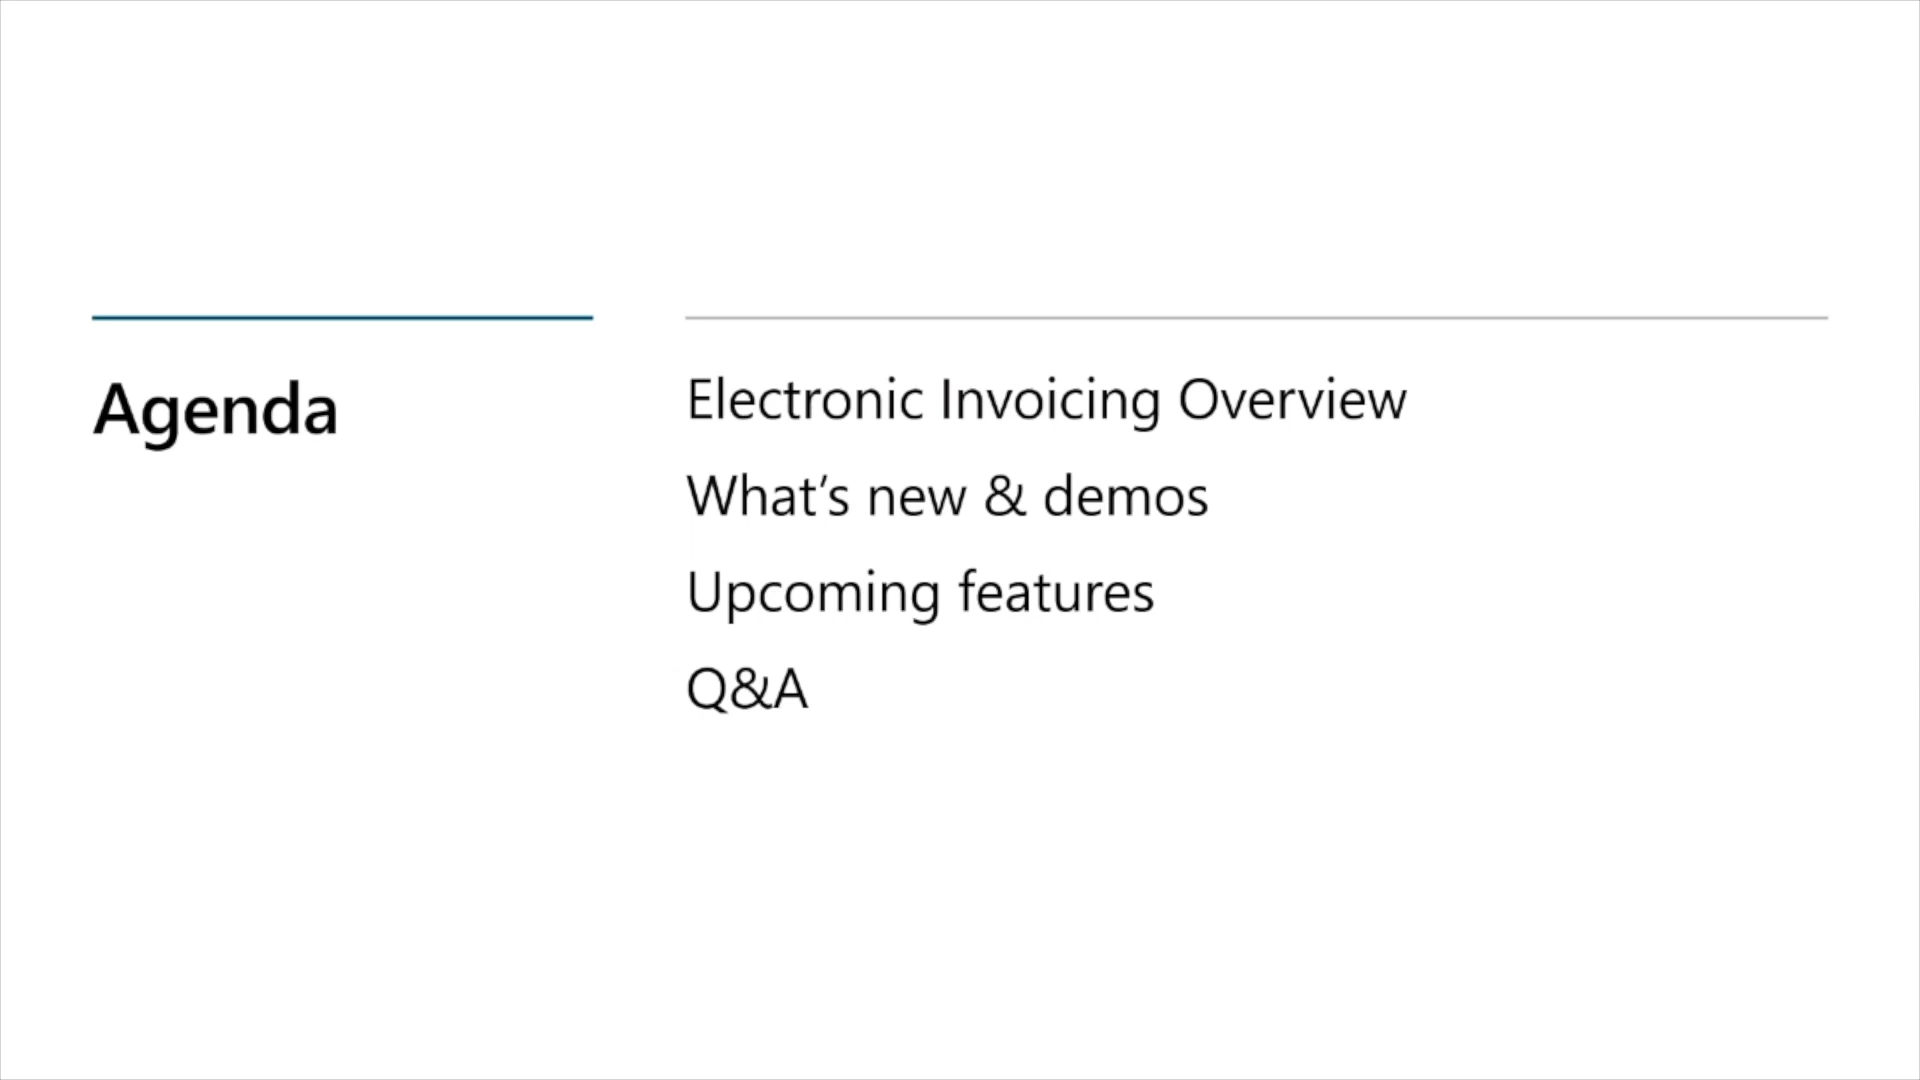 Agenda
Electronic Invoicing Overview
What’s new & demos
Upcoming features
Q&A